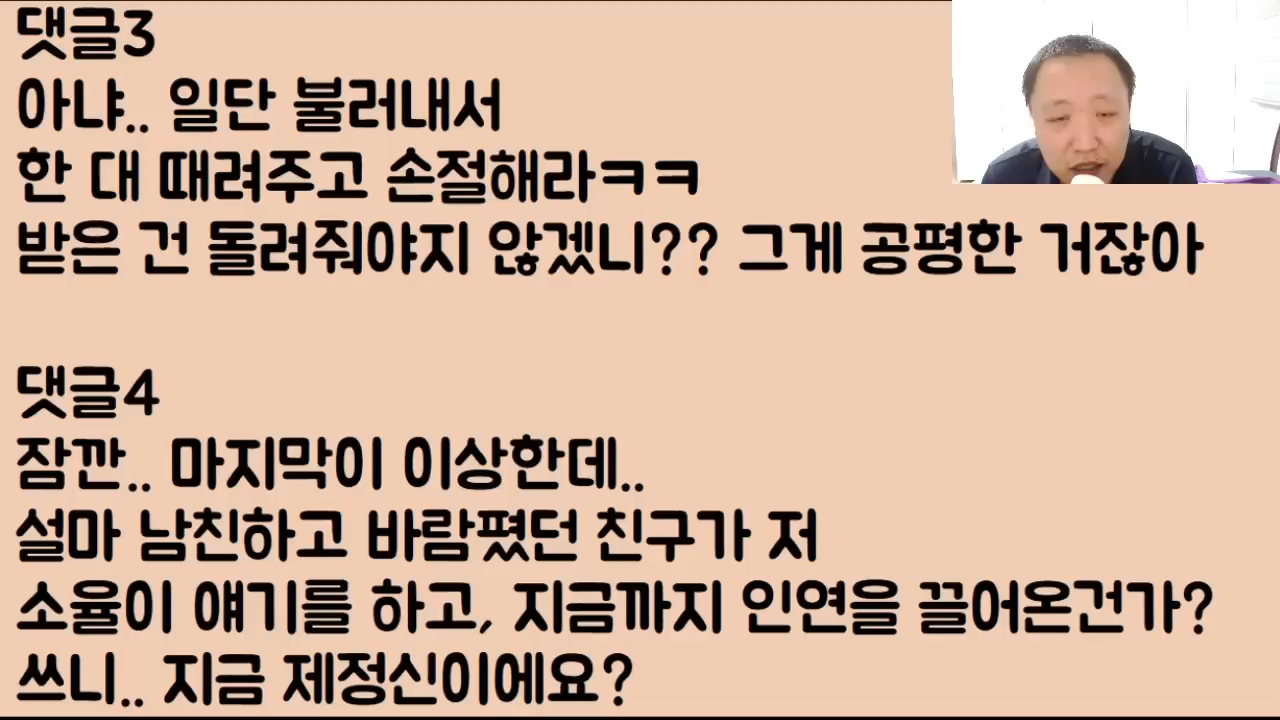 댓글3
아냐.. 일단 불러내서
한 대 때려주고 손절해라ㅋㅋ
받은 건 돌려줘야지 않겠니?? 그게 공평한 거잖아
댓글4
잠깐.. 마지막이 이상한데..
설마 남친하고 바람폈던 친구가 저
소율이 얘기를 하고, 지금까지 인연을 끌어온건가?
쓰니.. 지금 제정신이에요?